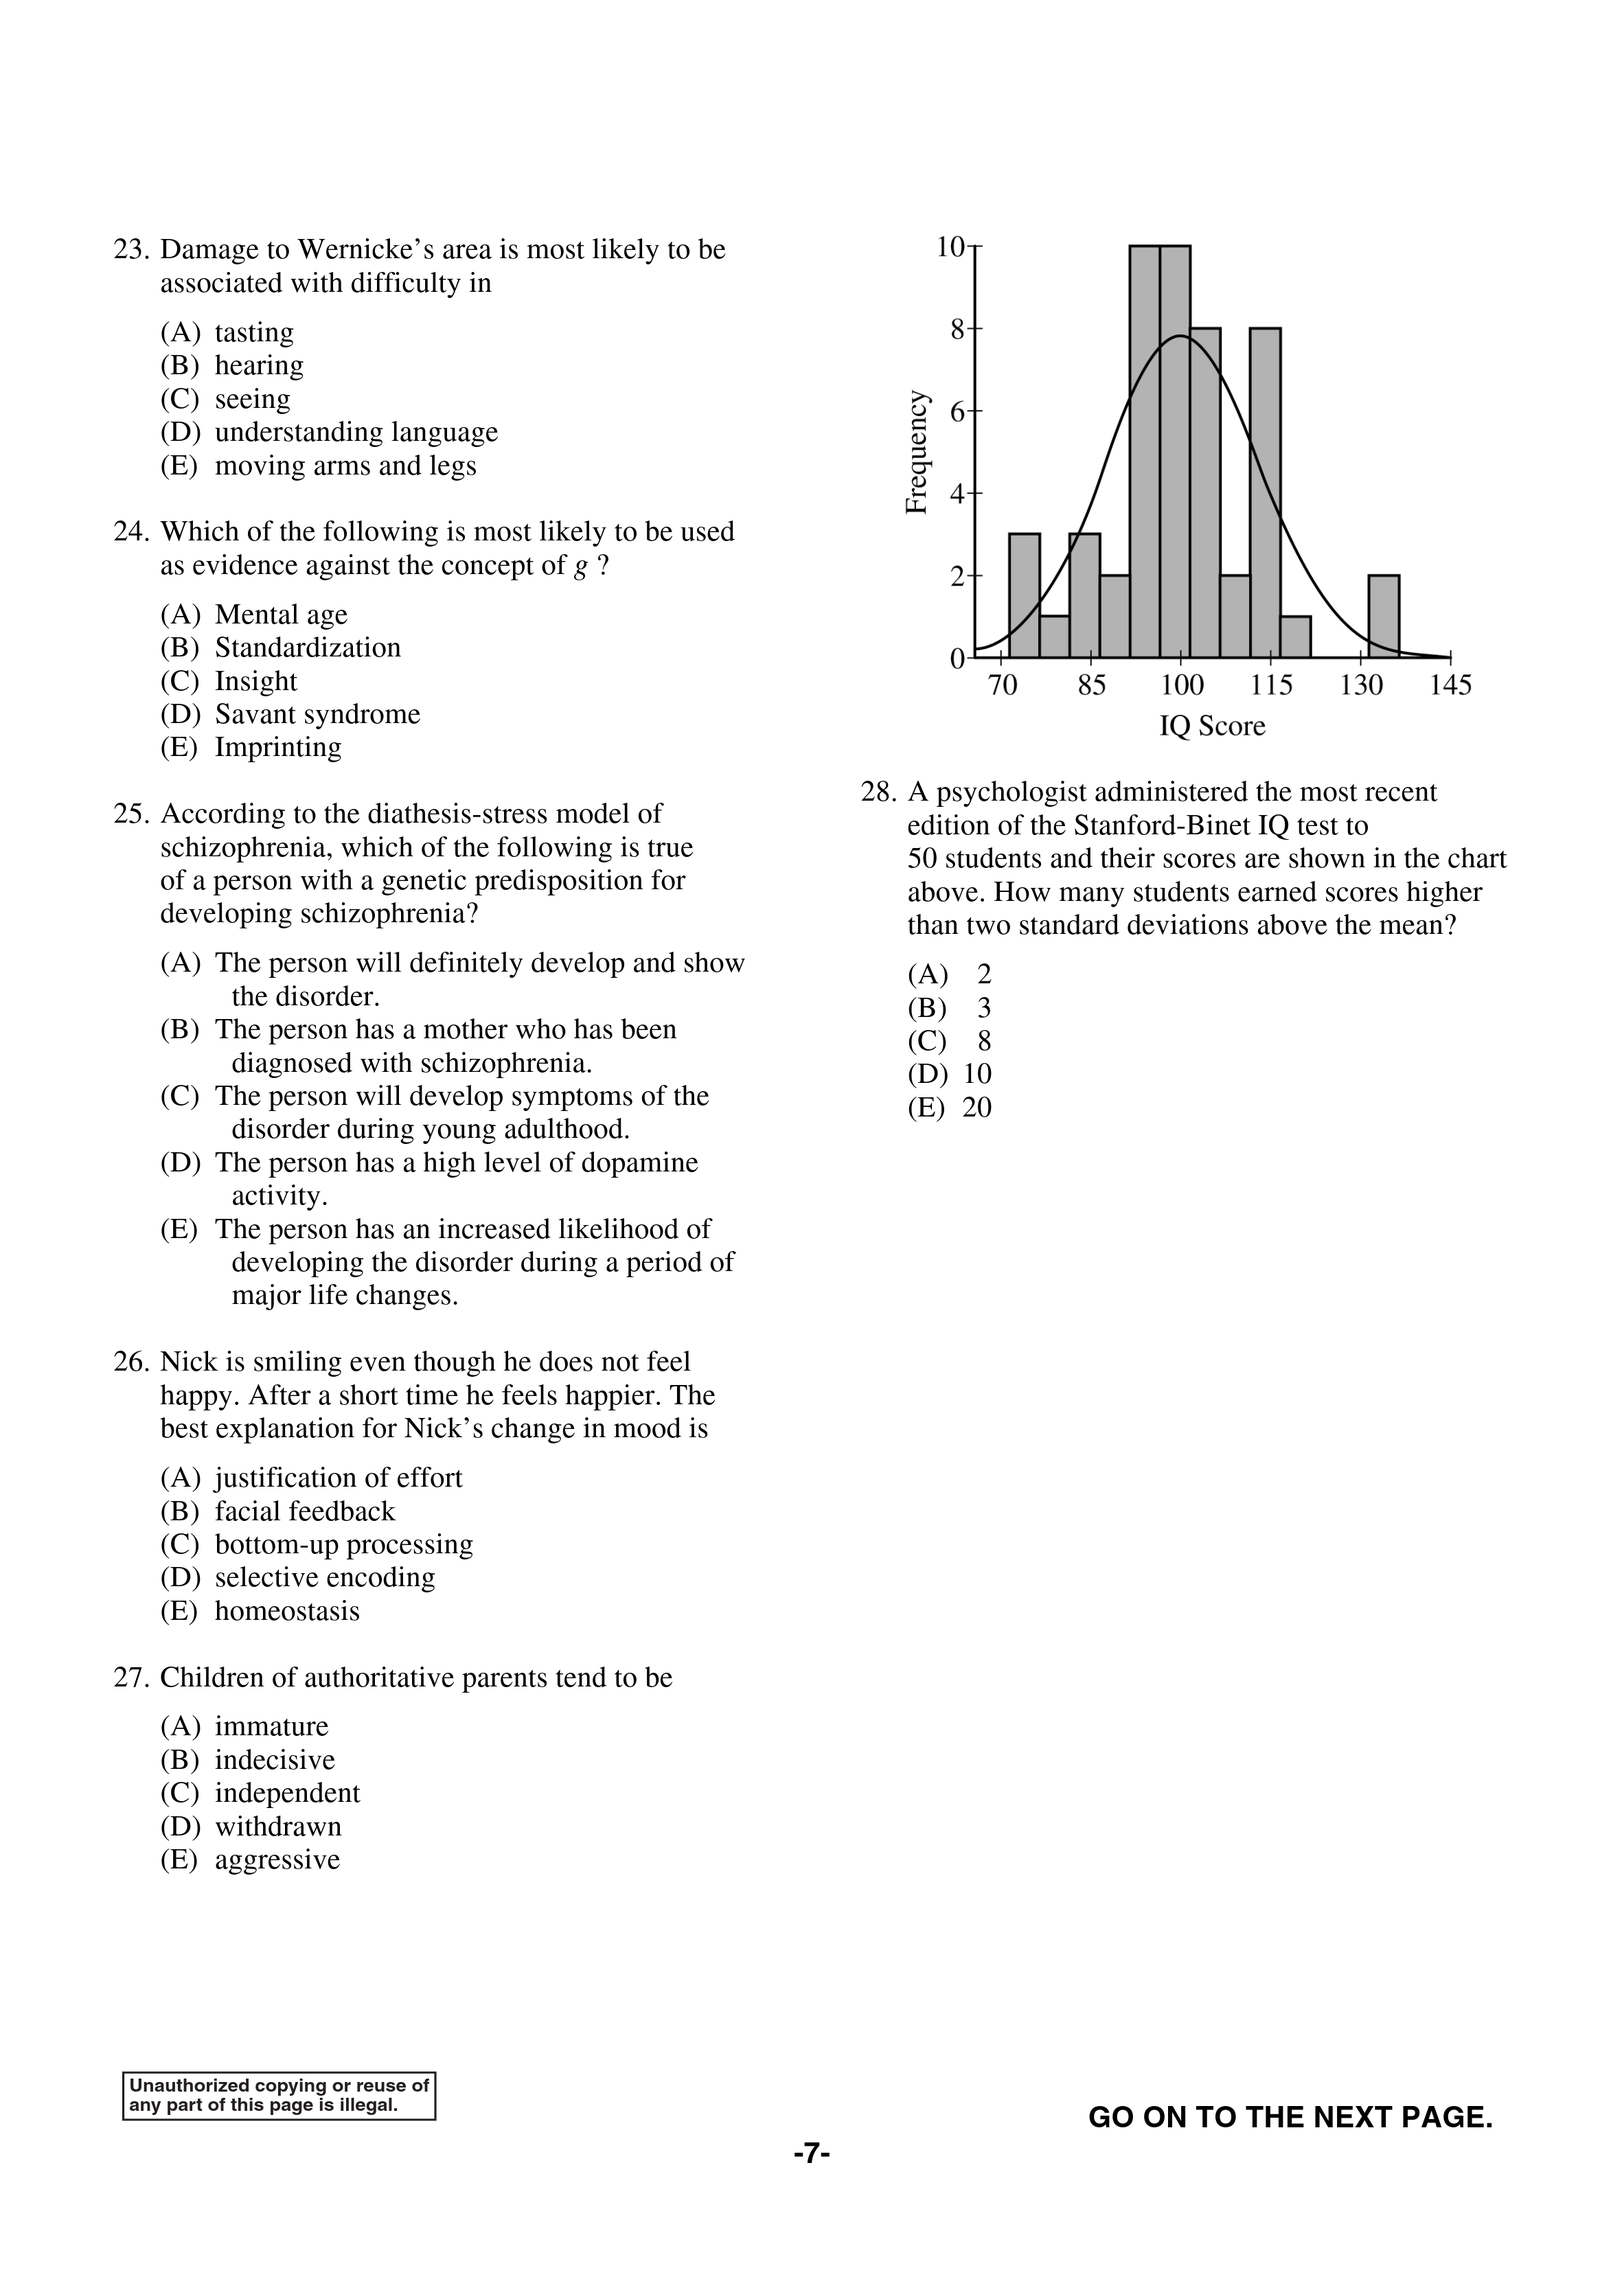 23. Damage to Wernicke’s area is most likely to be
associated with difficulty in
(A) tasting
(B) hearing
(C) seeing
(D) understanding language
(E) moving arms and legs
24. Which of the following is most likely to be used
as evidence against the concept of g ?
(A) Mental age
(B) Standardization
(C) Insight
(D) Savant syndrome
(E) Imprinting
25. According to the diathesis-stress model of
schizophrenia, which of the following is true
of a person with a genetic predisposition for
developing schizophrenia?
(A) The person will definitely develop and show
the disorder.
(B) The person has a mother who has been
diagnosed with schizophrenia.
(C) The person will develop symptoms of the
disorder during young adulthood.
(D) The person has a high level of dopamine
activity.
(E) The person has an increased likelihood of
developing the disorder during a period of
major life changes.
26. Nick is smiling even though he does not feel
happy. After a short time he feels happier. The
best explanation for Nick’s change in mood is
(A) justification of effort
(B) facial feedback
(C) bottom-up processing
(D) selective encoding
(E) homeostasis
27. Children of authoritative parents tend to be
(A) immature
(B) indecisive
(C) independent
(D) withdrawn
(E) aggressive
10
8
6
4
2
0
Frequency
70 85 100 115 130 145
IQ Score
28. A psychologist administered the most recent
edition of the Stanford-Binet IQ test to
50 students and their scores are shown in the chart
above. How many students earned scores higher
than two standard deviations above the mean?
(A) 2
(B) 3
(C) 8
(D) 10
(E) 20
Unauthorized copying or reuse of
any part of this page is illegal.
GO ON TO THE NEXT PAGE.
-7-